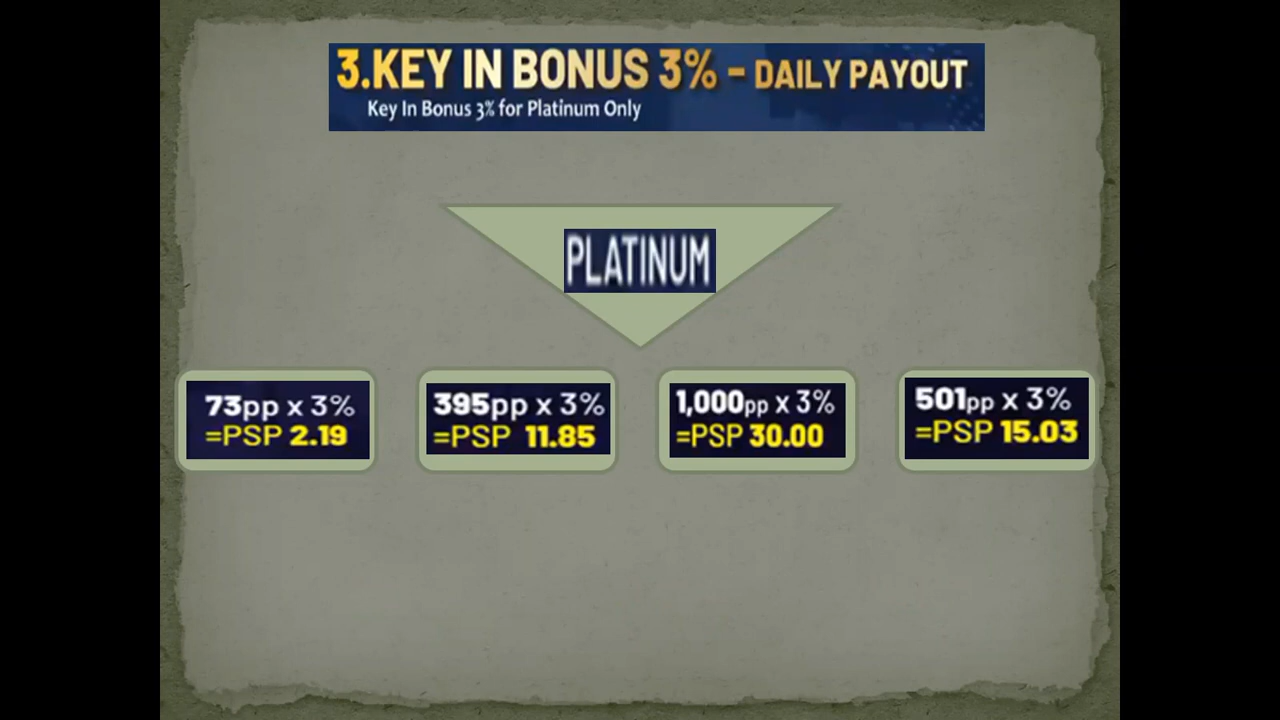 3.KEY IN BONUS 3% - DAILY PAYOUT
Key In Bonus 3% for Platinum Only
PLATINUM
73pp x 3%
=PSP 2.19
395pp x 3%
=PSP 11.85
1,000pp x 3%
=PSP 30.00
501pp x 3%
=PSP 15.03